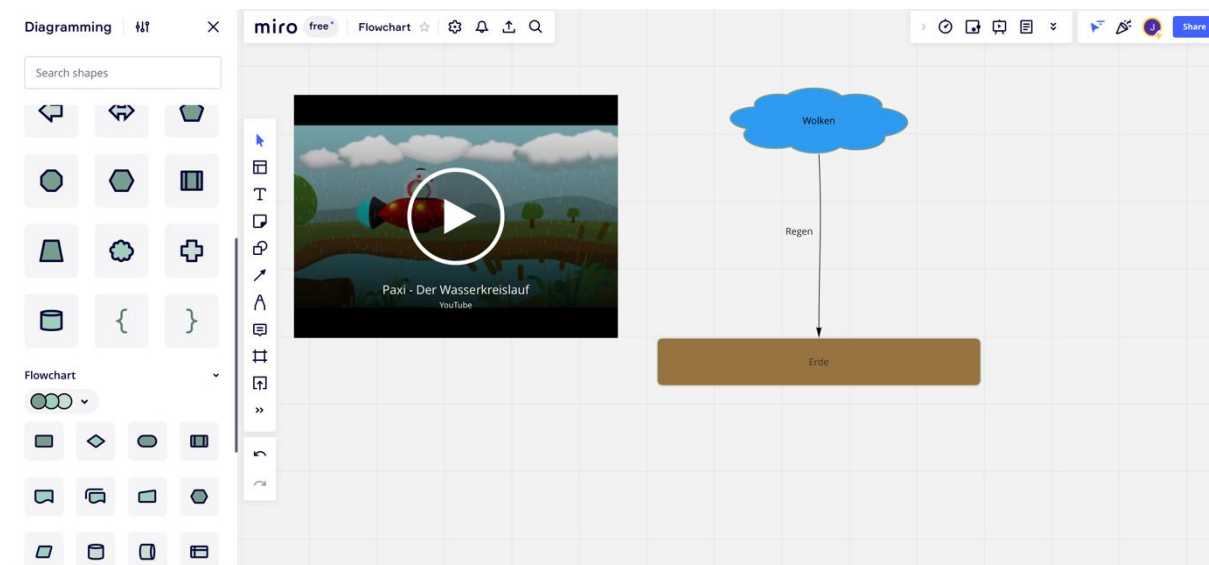 Diagramming
Search shapes
Flowchart
miro free
Flowchart
Share
Paxi - Der Wasserkreislauf
YouTube
Wolken
Regen
Erde
J